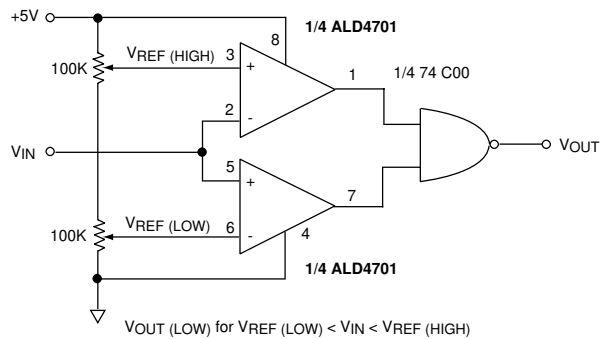 +5V
1/4 ALD4701
8
VREF (HIGH)
3
+
100K
1
1/4 74 C00
2
-
VIN
VOUT
5
+
7
VREF (LOW)
100K
6
-
4
1/4 ALD4701
VOUT (LOW) for VREF (LOW) < VIN < VREF (HIGH)